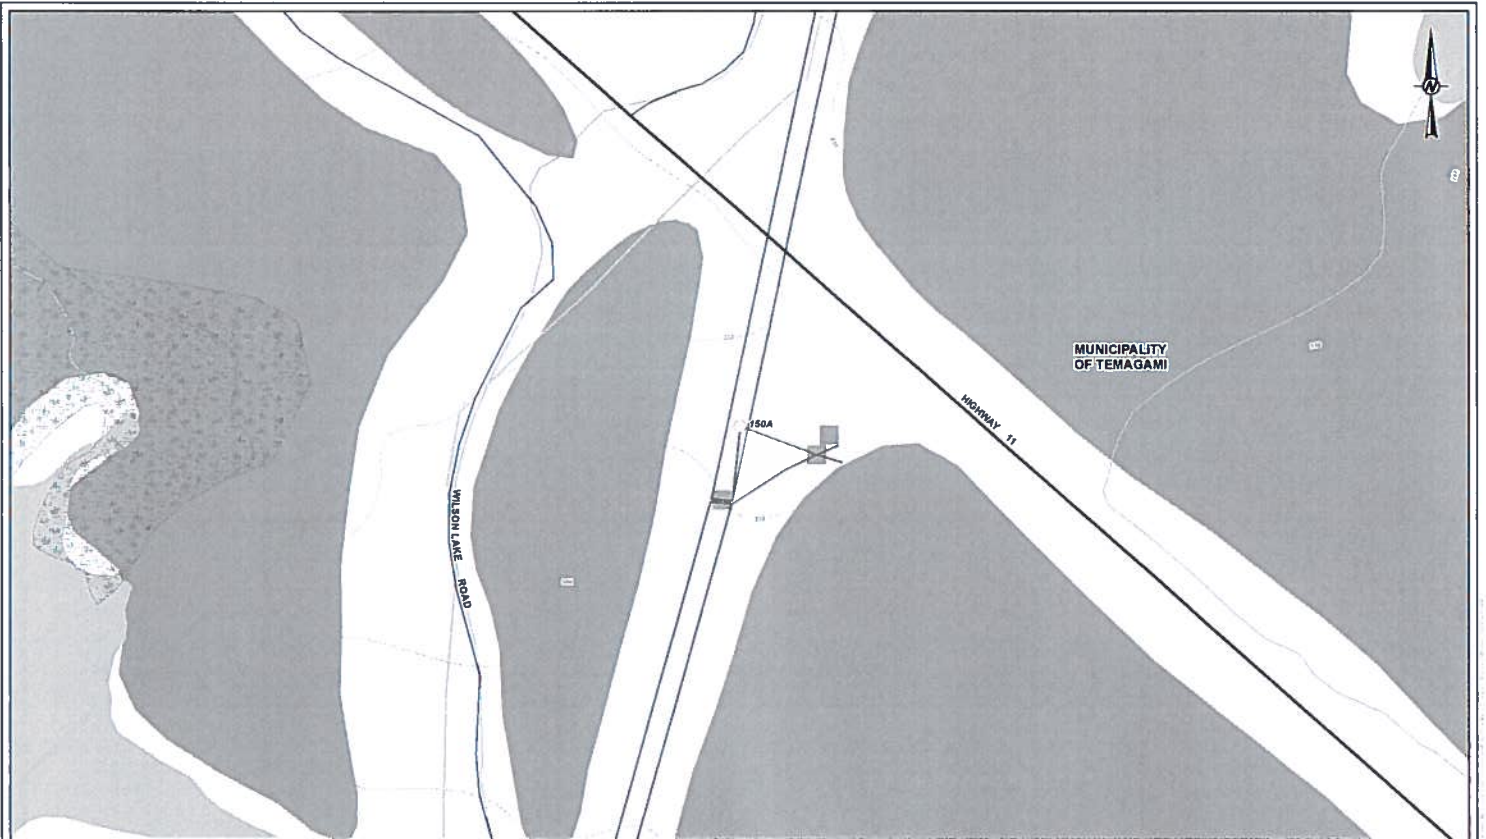 N
MUNICIPALITY
OF TEMAGAMI
HIGHWAY 11
150A
WILSON LAKE ROAD